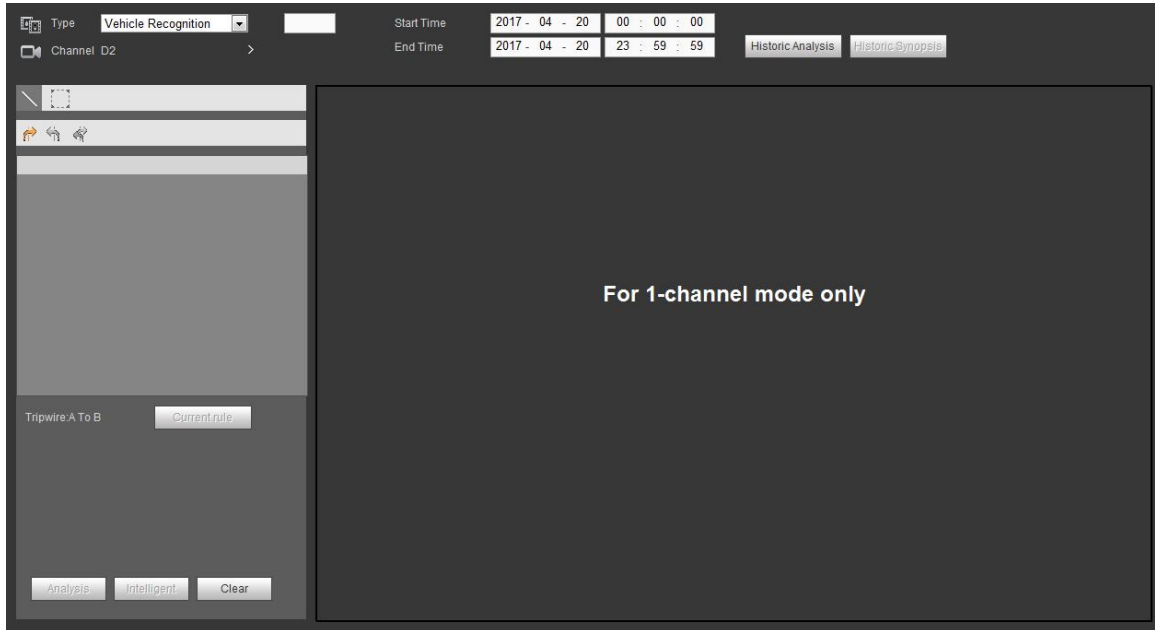 Type Vehicle Recognition Start Time 2017 - 04 - 20 00 : 00 : 00
Channel D2 > End Time 2017 - 04 - 20 23 : 59 : 59 Historic Analysis Historic Synopsis
For 1-channel mode only
Tripwire:A To B Current rule
Analysis Intelligent Clear